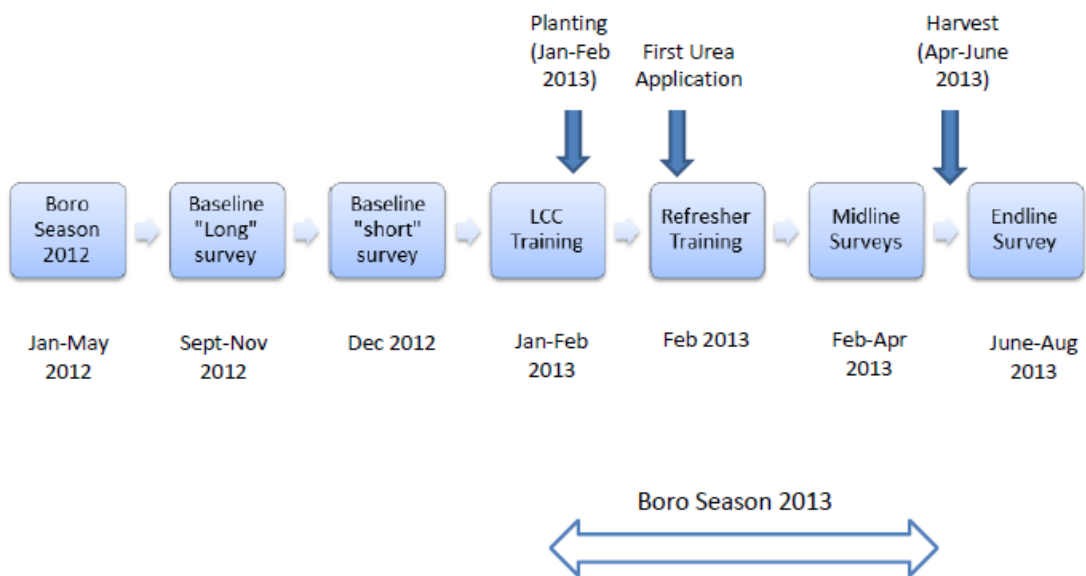 Planting
(Jan-Feb
2013)
First Urea
Application
Harvest
(Apr-June
2013)
Boro
Season
2012
Baseline
"Long"
survey
Baseline
"short"
survey
LCC
Training
Refresher
Training
Midline
Surveys
Endline
Survey
Jan-May
2012
Sept-Nov
2012
Dec 2012
Jan-Feb
2013
Feb 2013
Feb-Apr
2013
June-Aug
2013
Boro Season 2013